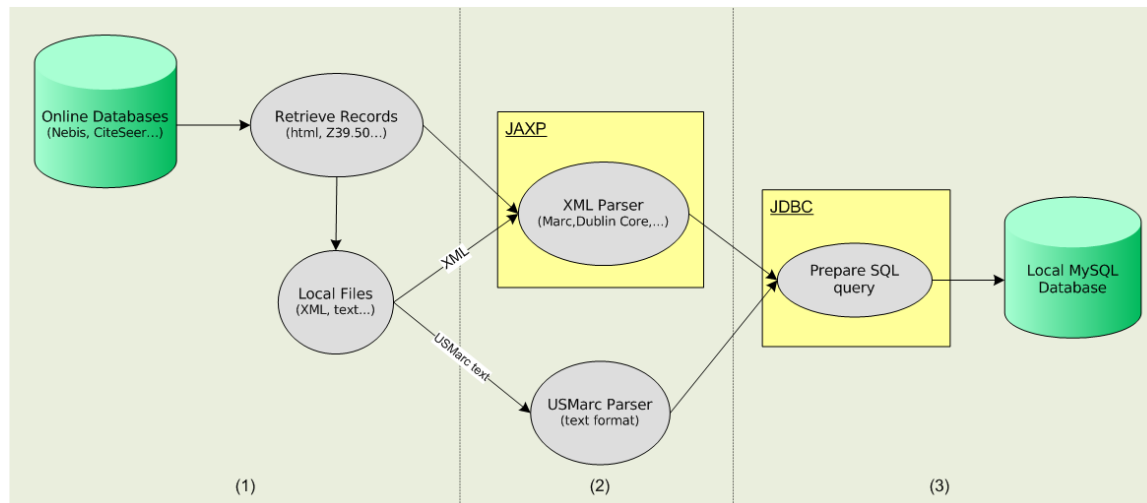 Online Databases
(Nebis, CiteSeer...)
Retrieve Records
(html, Z39.50...)
Local Files
(XML, text...)
XML
USMarc text
JAXP
XML Parser
(Marc,Dublin Core,...)
USMarc Parser
(text format)
JDBC
Prepare SQL
query
Local MySQL
Database
(1)
(2)
(3)